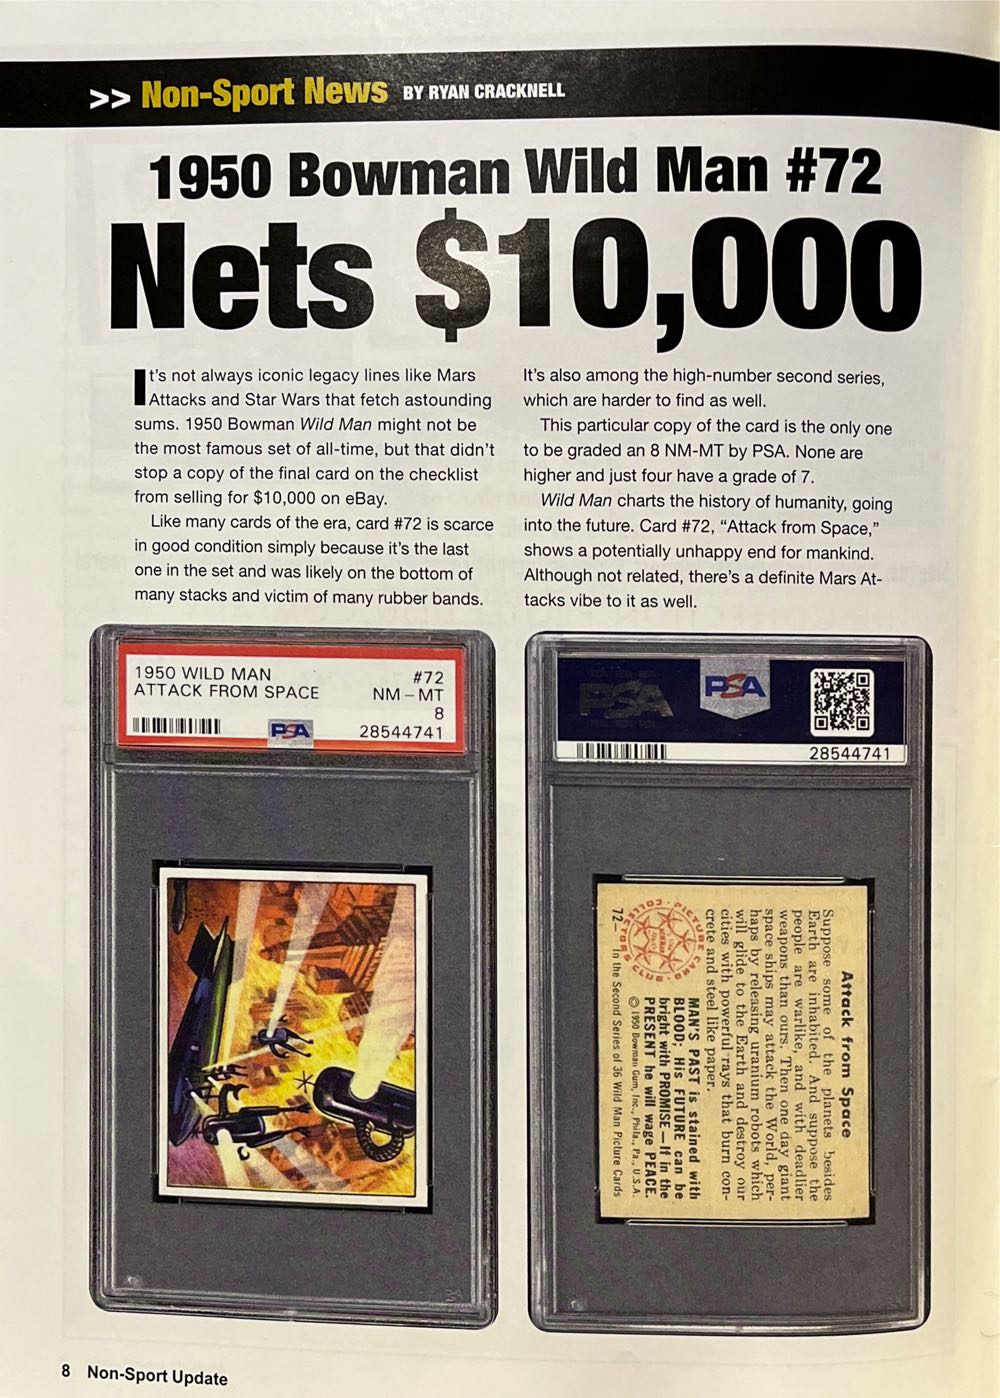 >> Non-Sport News BY RYAN CRACKNELL
1950 Bowman Wild Man #72
Nets $10,000
It's not always iconic legacy lines like Mars
Attacks and Star Wars that fetch astounding
sums. 1950 Bowman Wild Man might not be
the most famous set of all-time, but that didn't
stop a copy of the final card on the checklist
from selling for $10,000 on eBay.
Like many cards of the era, card #72 is scarce
in good condition simply because it's the last
one in the set and was likely on the bottom of
many stacks and victim of many rubber bands.
It's also among the high-number second series,
which are harder to find as well.
This particular copy of the card is the only one
to be graded an 8 NM-MT by PSA. None are
higher and just four have a grade of 7.
Wild Man charts the history of humanity, going
into the future. Card #72, “Attack from Space,”
shows a potentially unhappy end for mankind.
Although not related, there's a definite Mars At-
tacks vibe to it as well.
1950 WILD MAN #72
ATTACK FROM SPACE NM-MT
8
PSA 28544741
PSA PSA
28544741
Attack from Space
Suppose some of the planets besides
Earth are inhabited. And suppose the
people are warlike, and with deadlier
weapons than ours. Then one day giant
space ships may attack the World, per-
haps by releasing uranium robots which
will glide to the Earth and destroy our
cities with powerful rays that burn con-
crete and steel like paper.
PICTURE CARD
COLLECTORS CLUB
MAN'S PAST is stained with
BLOOD; His FUTURE can be
bright with PROMISE—If in the
PRESENT he will wage PEACE.
© 1950 Bowman Gum, Inc., Phila., Pa., U.S.A.
72— In the Second Series of 36 Wild Man Picture Cards
8 Non-Sport Update